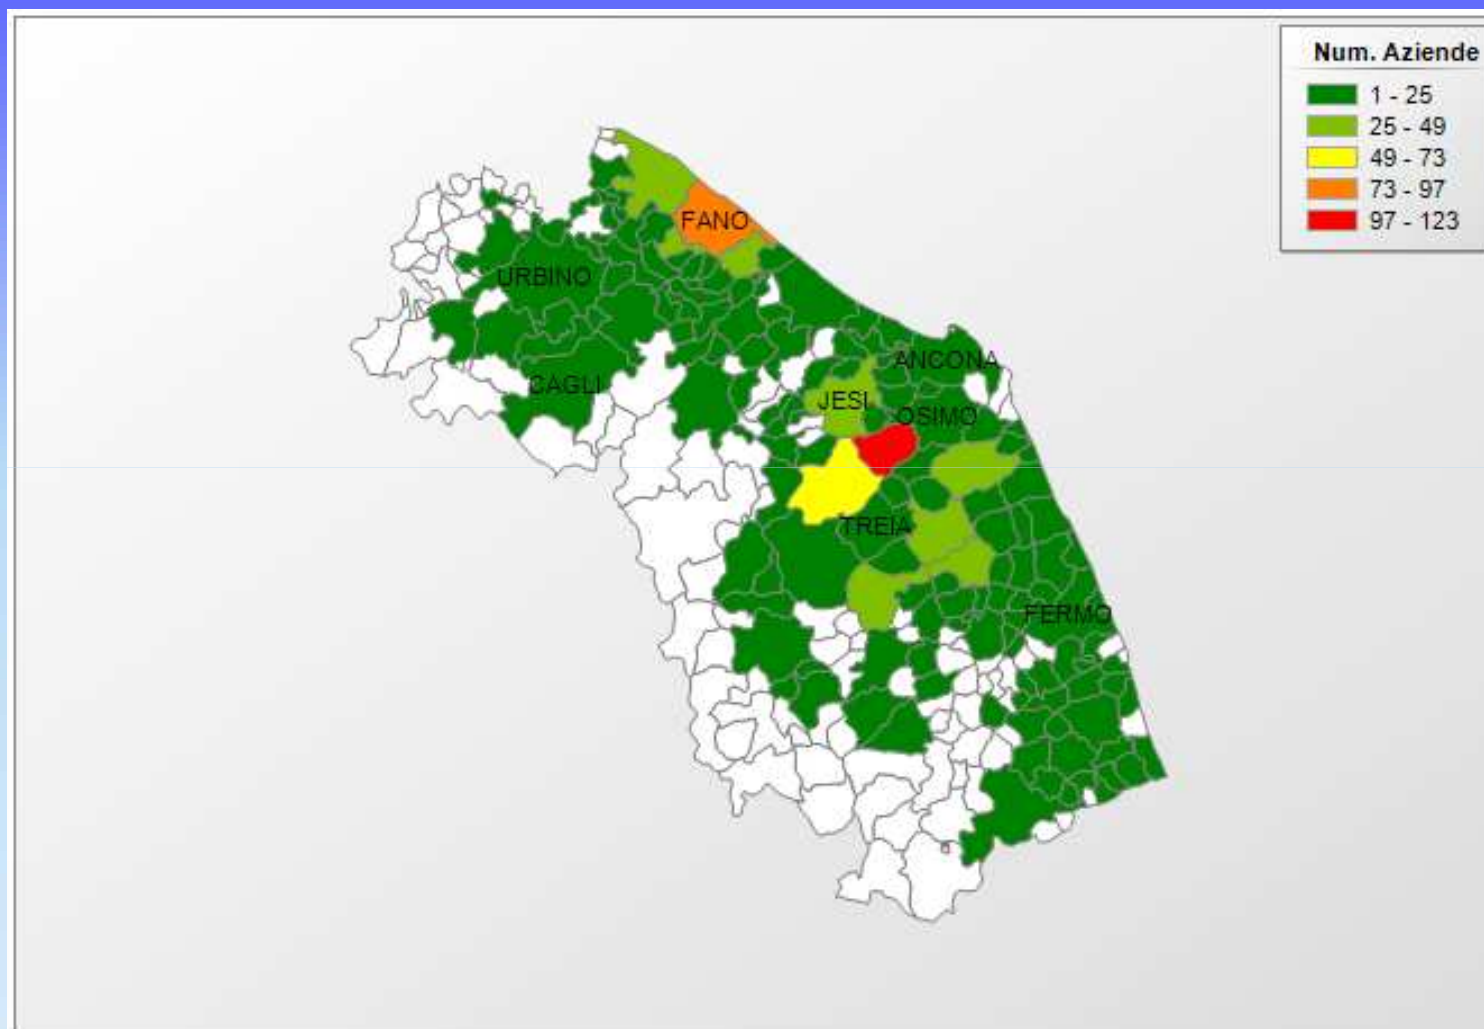 Num. Aziende
1 - 25
25 - 49
49 - 73
73 - 97
97 - 123
FANO
URBINO
ANCONA
CAGLI
JESI
OSIMO
TREIA
FERMO